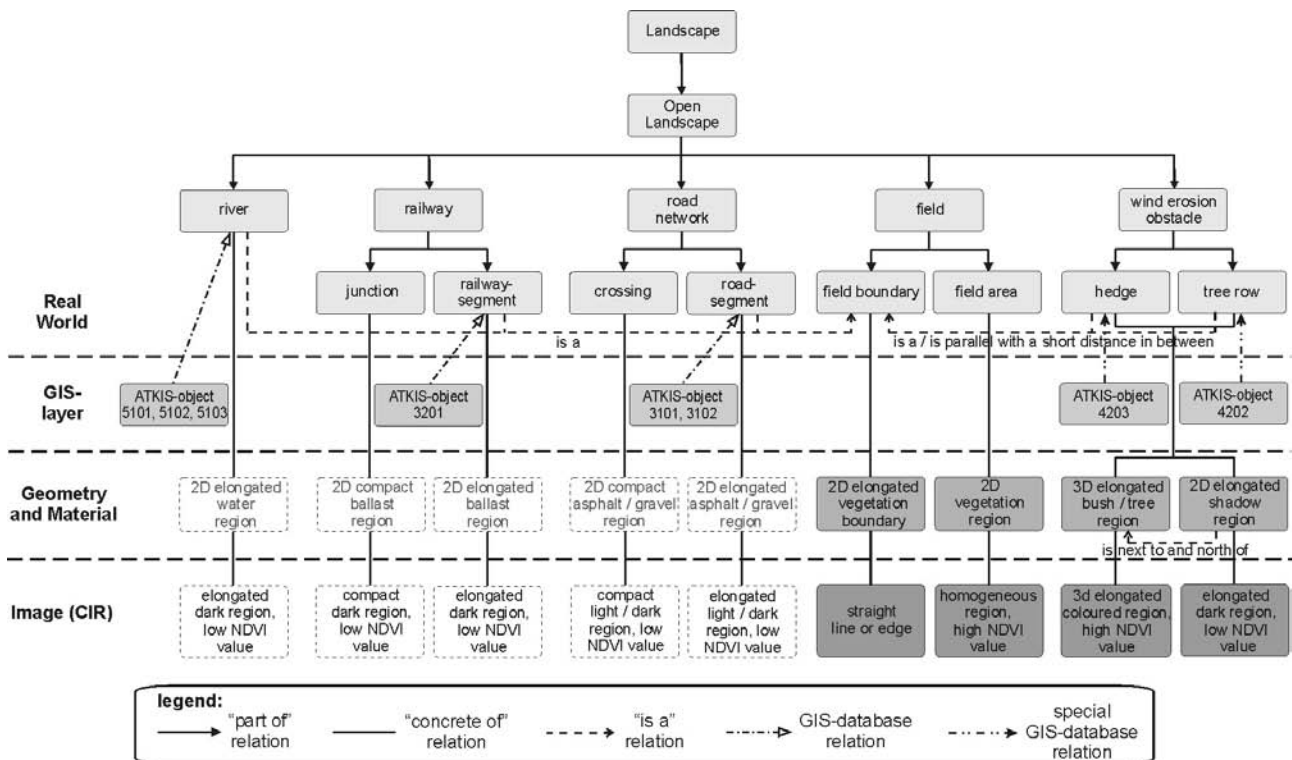 Landscape
Open
Landscape
river
railway
road
network
field
wind erosion
obstacle
Real
World
junction
railway-
segment
crossing
road-
segment
field boundary
field area
hedge
tree row
is a
is a / is parallel with a short distance in between
GIS-
layer
ATKIS-object
5101, 5102, 5103
ATKIS-object
3201
ATKIS-object
3101, 3102
ATKIS-object
4203
ATKIS-object
4202
Geometry
and Material
2D elongated
water
region
2D compact
ballast
region
2D elongated
ballast
region
2D compact
asphalt / gravel
region
2D elongated
asphalt / gravel
region
2D elongated
vegetation
boundary
2D
vegetation
region
3D elongated
bush / tree
region
2D elongated
shadow
region
is next to and north of
Image (CIR)
elongated
dark region,
low NDVI
value
compact
dark region,
low NDVI
value
elongated
dark region,
low NDVI
value
compact
light / dark
region, low
NDVI value
elongated
light / dark
region, low
NDVI value
straight
line or edge
homogeneous
region,
high NDVI
value
3d elongated
coloured region,
high NDVI
value
elongated
dark region,
low NDVI
value
legend:
"part of"
relation
"concrete of"
relation
"is a"
relation
GIS-database
relation
special
GIS-database
relation